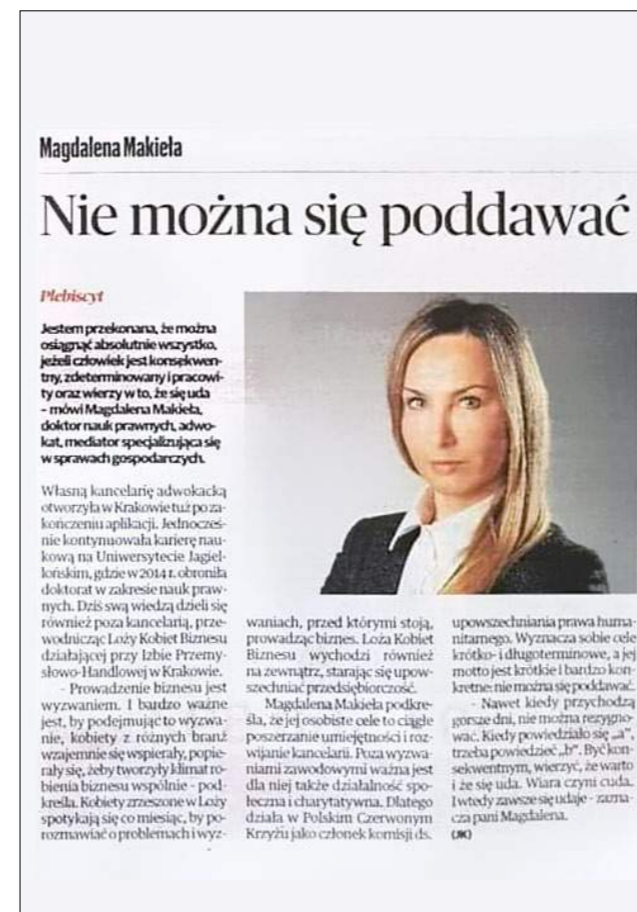 Magdalena Makieła
Nie można się poddawać
Plebiscyt
Jestem przekonana, że można
osiągnąć absolutnie wszystko,
jeżeli człowiek jest konsekwen-
tny, zdeterminowany i pracowi-
ty oraz wierzy w to, że się uda
– mówi Magdalena Makieła,
doktor nauk prawnych, adwo-
kat, mediator specjalizująca się
w sprawach gospodarczych.
Własną kancelarię adwokacką
otworzyła w Krakowie tuż po za-
kończeniu aplikacji. Jednocześ-
nie kontynuowała karierę nau-
kową na Uniwersytecie Jagiel-
lońskim, gdzie w 2014 r. obroniła
doktorat w zakresie nauk praw-
nych. Dziś swą wiedzą dzieli się
również poza kancelarią, prze-
wodnicząc Loży Kobiet Biznesu
działającej przy Izbie Przemy-
słowo-Handlowej w Krakowie.
- Prowadzenie biznesu jest
wyzwaniem. I bardzo ważne
jest, by podejmując to wyzwa-
nie, kobiety z różnych branż
wzajemnie się wspierały, popie-
rały się, żeby tworzyły klimat ro-
bienia biznesu wspólnie - pod-
kreśla. Kobiety zrzeszone w Loży
spotykają się co miesiąc, by po-
rozmawiać o problemach i wyz-
waniach, przed którymi stoją,
prowadząc biznes. Loża Kobiet
Biznesu wychodzi również
na zewnątrz, starając się upow-
szechniać przedsiębiorczość.
Magdalena Makieła podkre-
śla, że jej osobiste cele to ciągłe
poszerzanie umiejętności i roz-
wijanie kancelarii. Poza wyzwa-
niami zawodowymi ważna jest
dla niej także działalność spo-
łeczna i charytatywna. Dlatego
działa w Polskim Czerwonym
Krzyżu jako członek komisji ds.
upowszechniania prawa huma-
nitarnego. Wyznacza sobie cele
krótko- i długoterminowe, a jej
motto jest krótkie i bardzo kon-
kretne: nie można się poddawać.
- Nawet kiedy przychodzą
gorsze dni, nie można rezygno-
wać. Kiedy powiedziało się „a”,
trzeba powiedzieć „b”. Być kon-
sekwentnym, wierzyć, że warto
i że się uda. Wiara czyni cuda.
I wtedy zawsze się udaje - zazna-
cza pani Magdalena.
(JK)